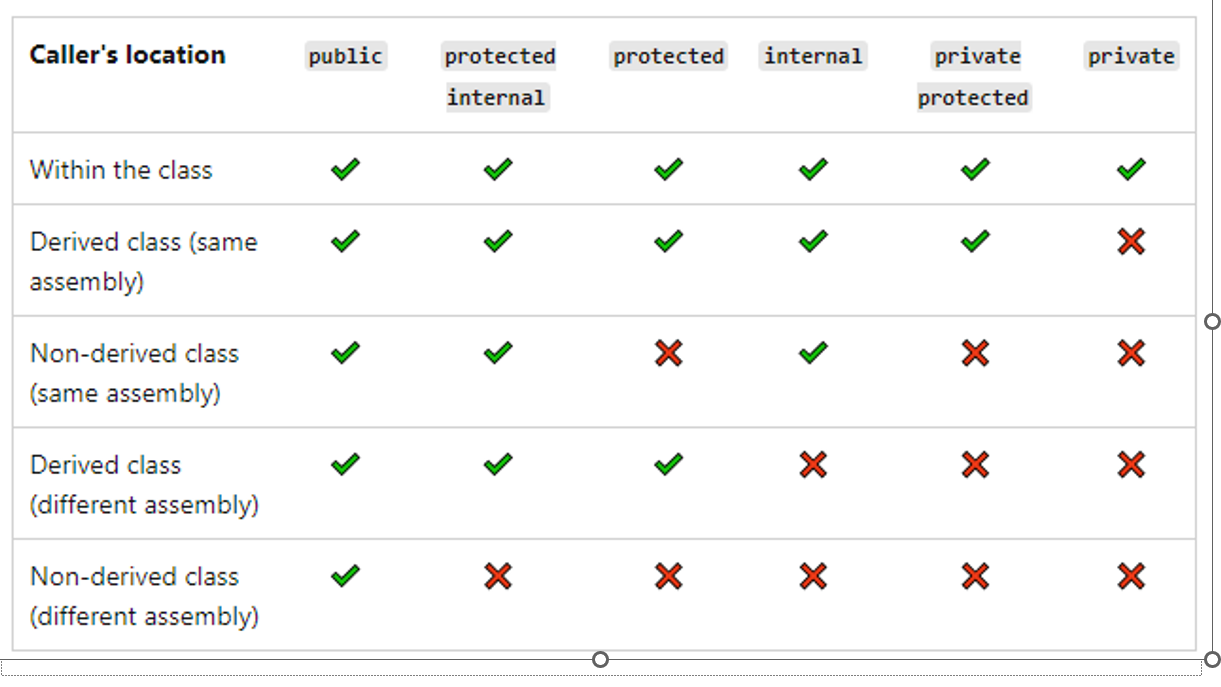 Caller's location public protected protected internal private private
internal protected
Within the class
Derived class (same
assembly)
Non-derived class
(same assembly)
Derived class
(different assembly)
Non-derived class
(different assembly)